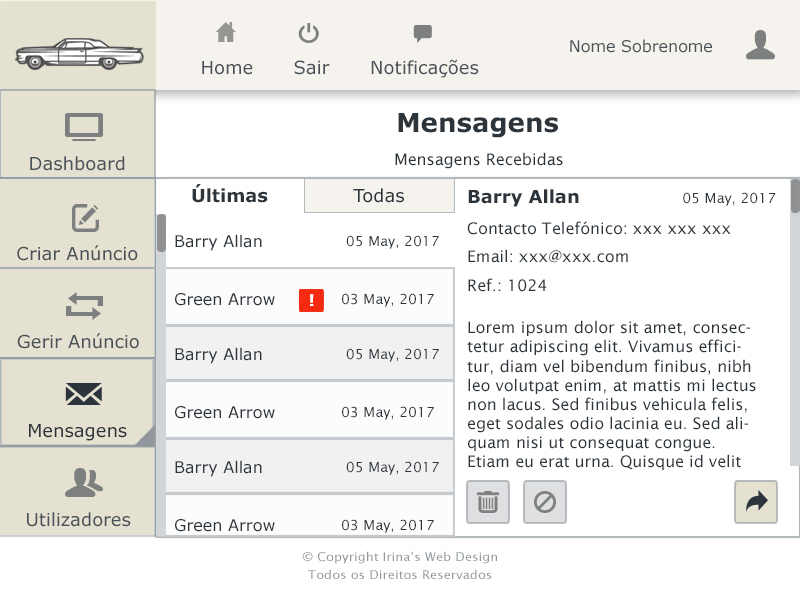 Home
Sair
Notificações
Nome Sobrenome
Dashboard
Criar Anúncio
Gerir Anúncio
Mensagens
Utilizadores
Mensagens
Mensagens Recebidas
Últimas
Todas
Barry Allan 05 May, 2017
Green Arrow ! 03 May, 2017
Barry Allan 05 May, 2017
Green Arrow 03 May, 2017
Barry Allan 05 May, 2017
Green Arrow 03 May, 2017
Barry Allan 05 May, 2017
Contacto Telefónico: xxx xxx xxx
Email: xxx@xxx.com
Ref.: 1024
Lorem ipsum dolor sit amet, consec-
tetur adipiscing elit. Vivamus effici-
tur, diam vel bibendum finibus, nibh
leo volutpat enim, at mattis mi lectus
non lacus. Sed finibus vehicula felis,
eget sodales odio lacinia eu. Sed ali-
quam nisi ut consequat congue.
Etiam eu erat urna. Quisque id velit
© Copyright Irina's Web Design
Todos os Direitos Reservados